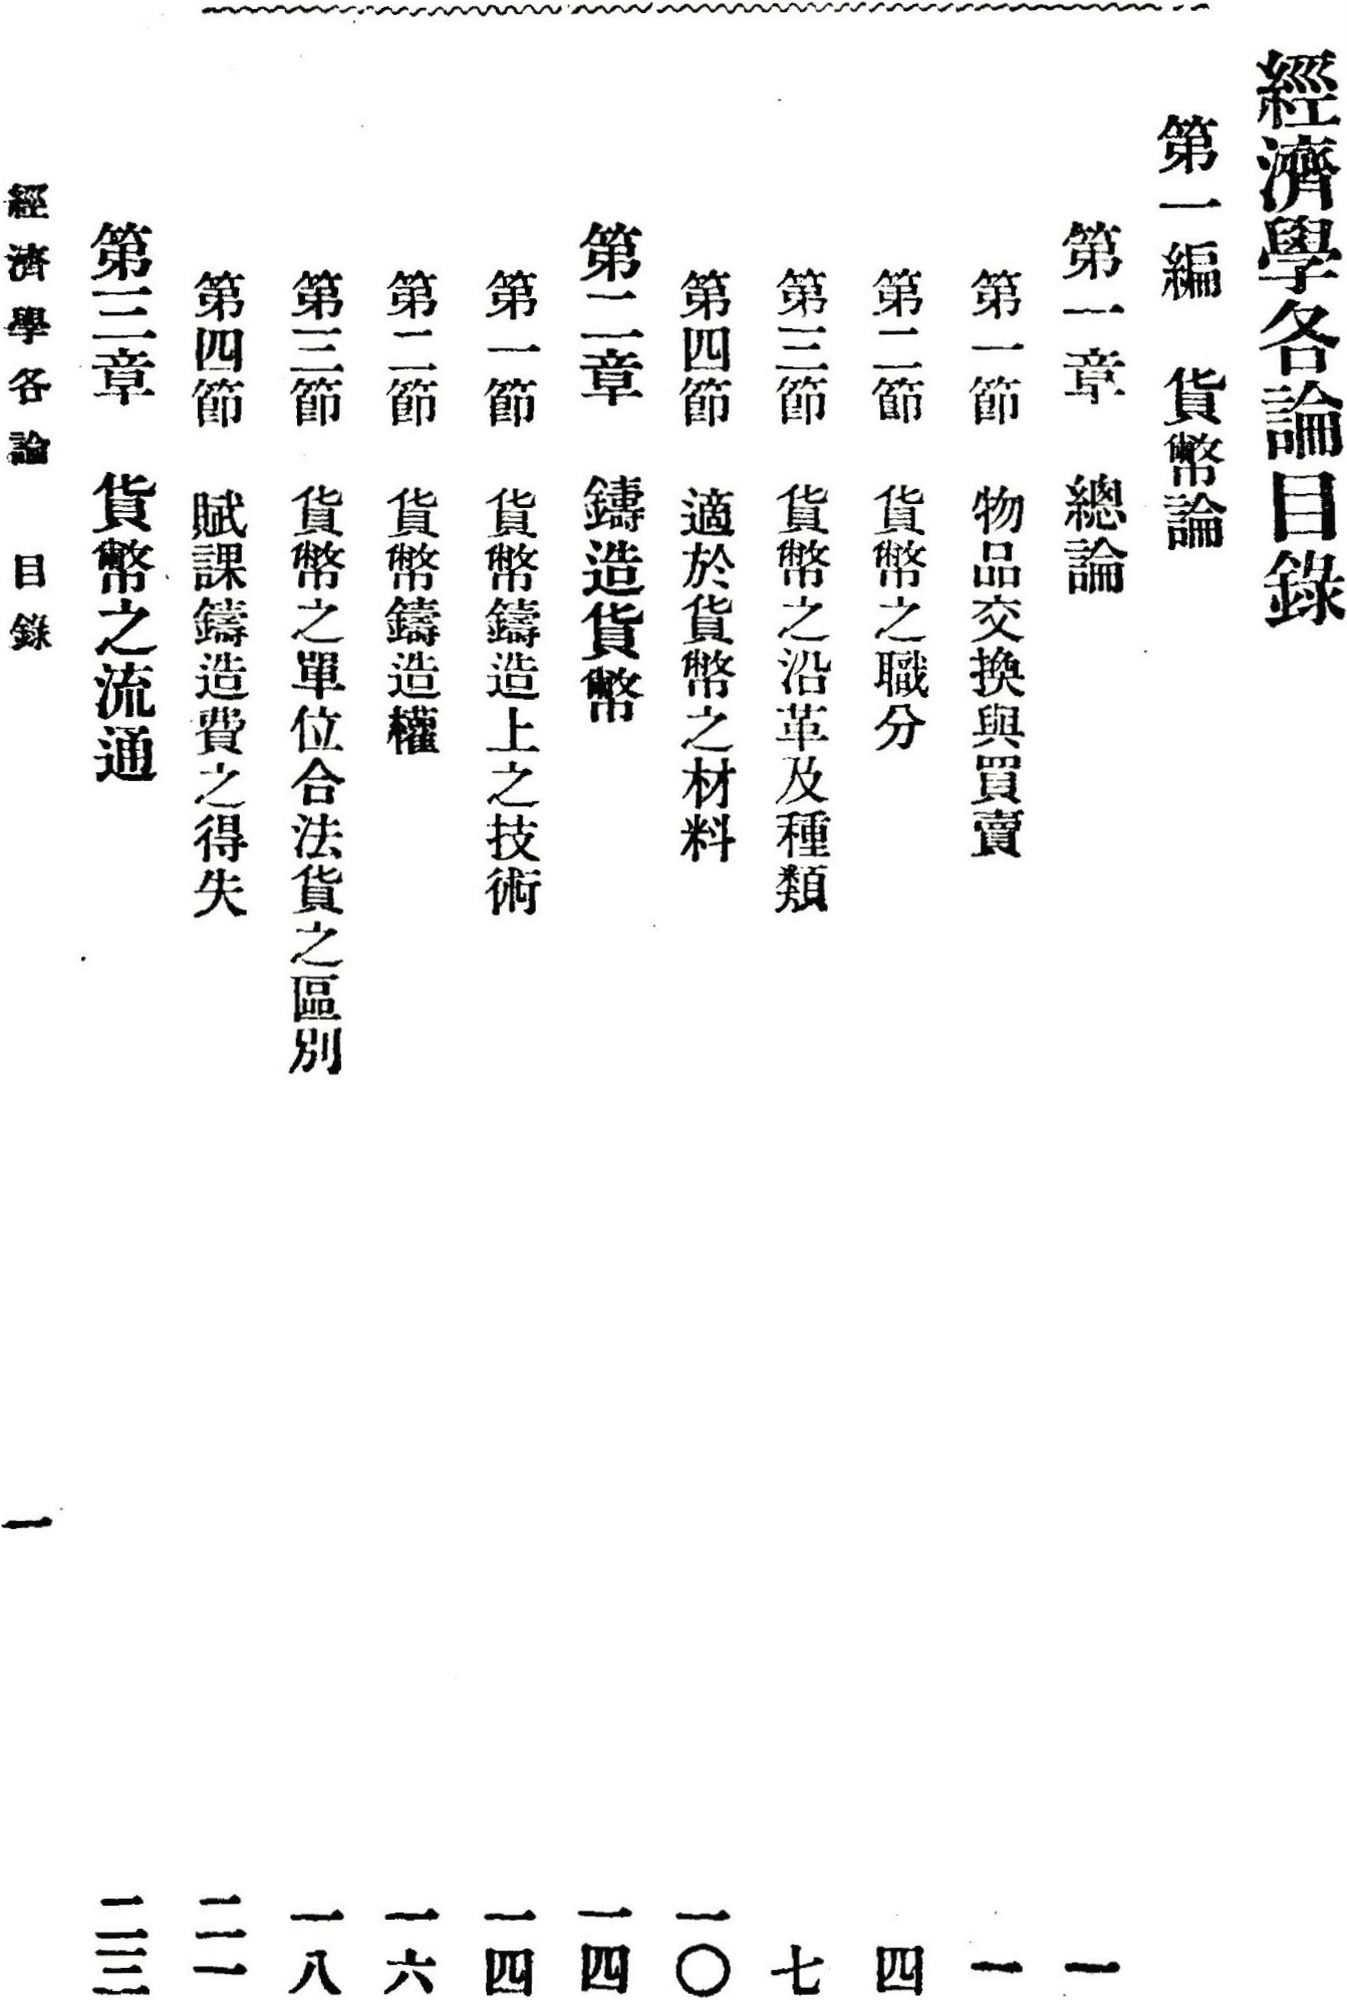 經濟學各論目錄
第一編　貨幣論
第一章　總論　一
第一節　物品交換與買賣　一
第二節　貨幣之職分　四
第三節　貨幣之沿革及種類　七
第四節　適於貨幣之材料　一〇
第二章　鑄造貨幣　一四
第一節　貨幣鑄造上之技術　一四
第二節　貨幣鑄造權　一六
第三節　貨幣之單位合法貨之區別　一八
第四節　賦課鑄造費之得失　二一
第三章　貨幣之流通　二三
經濟學各論　目錄　一